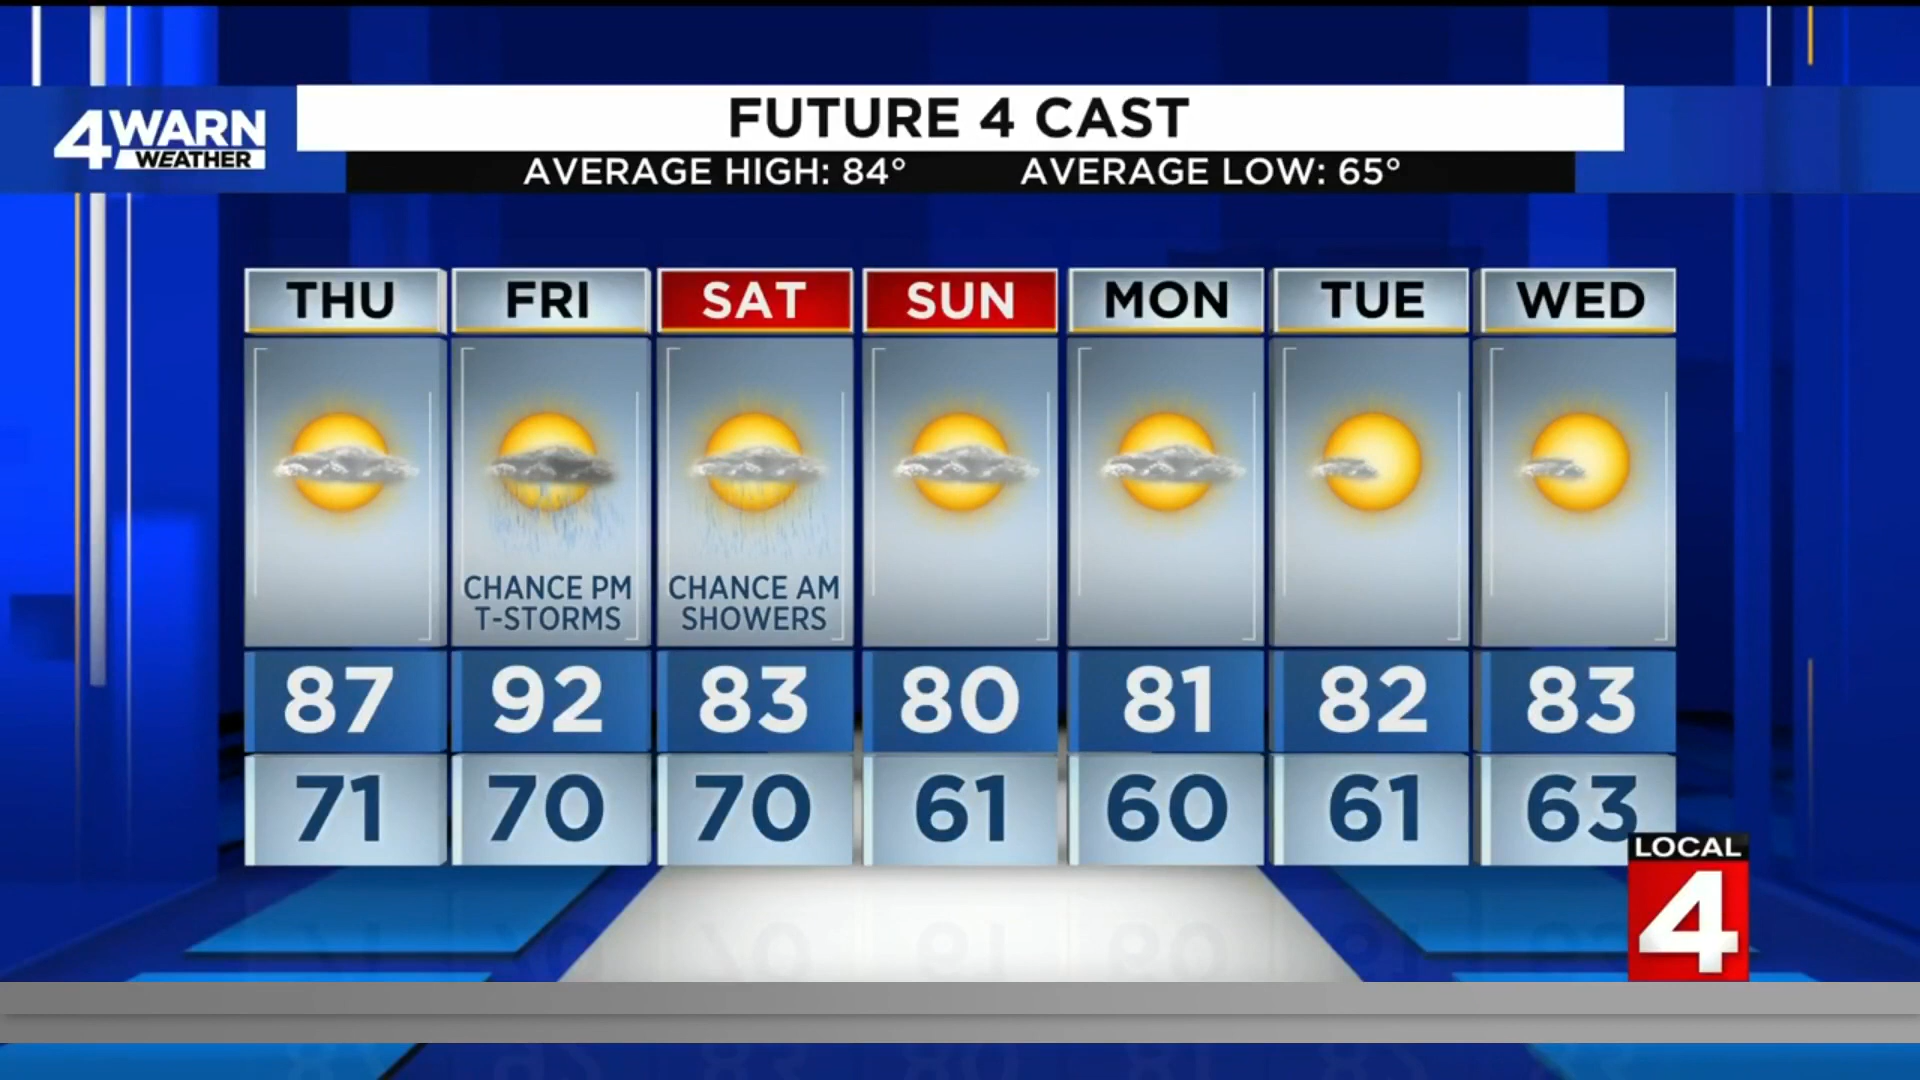 4WARN
WEATHER
FUTURE 4 CAST
AVERAGE HIGH: 84° AVERAGE LOW: 65°
THU FRI SAT SUN MON TUE WED
CHANCE PM CHANCE AM
T-STORMS SHOWERS
87 92 83 80 81 82 83
71 70 70 61 60 61 63
LOCAL
4